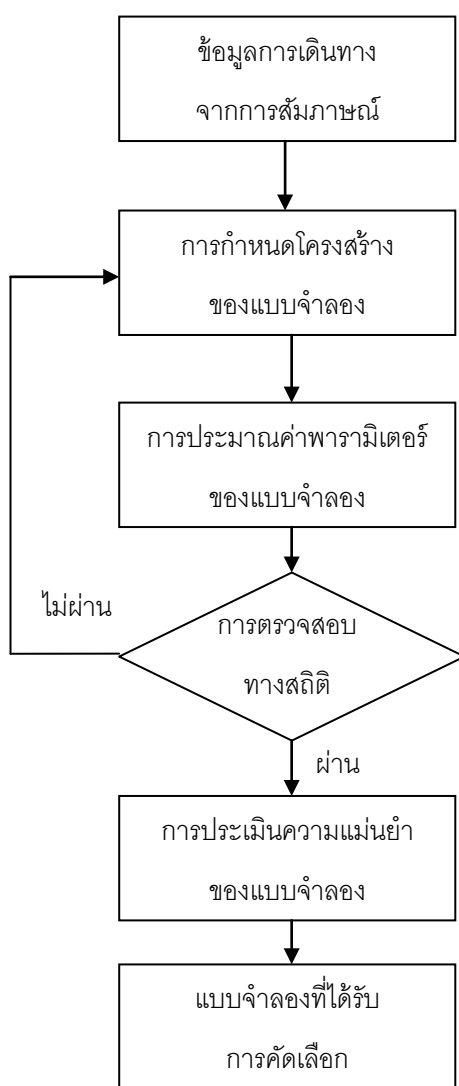 ข้อมูลการเดินทาง
จากการสัมภาษณ์
การกำหนดโครงสร้าง
ของแบบจำลอง
การประมาณค่าพารามิเตอร์
ของแบบจำลอง
ไม่ผ่าน
การตรวจสอบ
ทางสถิติ
ผ่าน
การประเมินความแม่นยำ
ของแบบจำลอง
แบบจำลองที่ได้รับ
การคัดเลือก